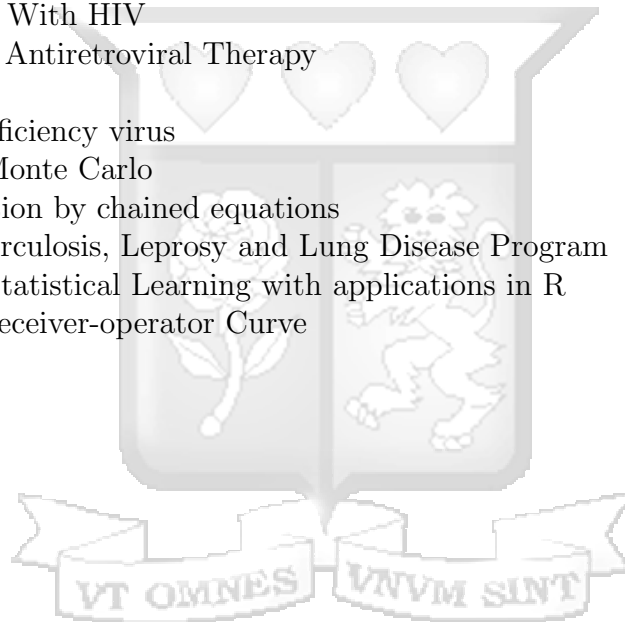 With HIV
Antiretroviral Therapy
ficiency virus
Monte Carlo
ion by chained equations
rculosis, Leprosy and Lung Disease Program
tatistical Learning with applications in R
eceiver-operator Curve
VT OMNES VNVM SINT